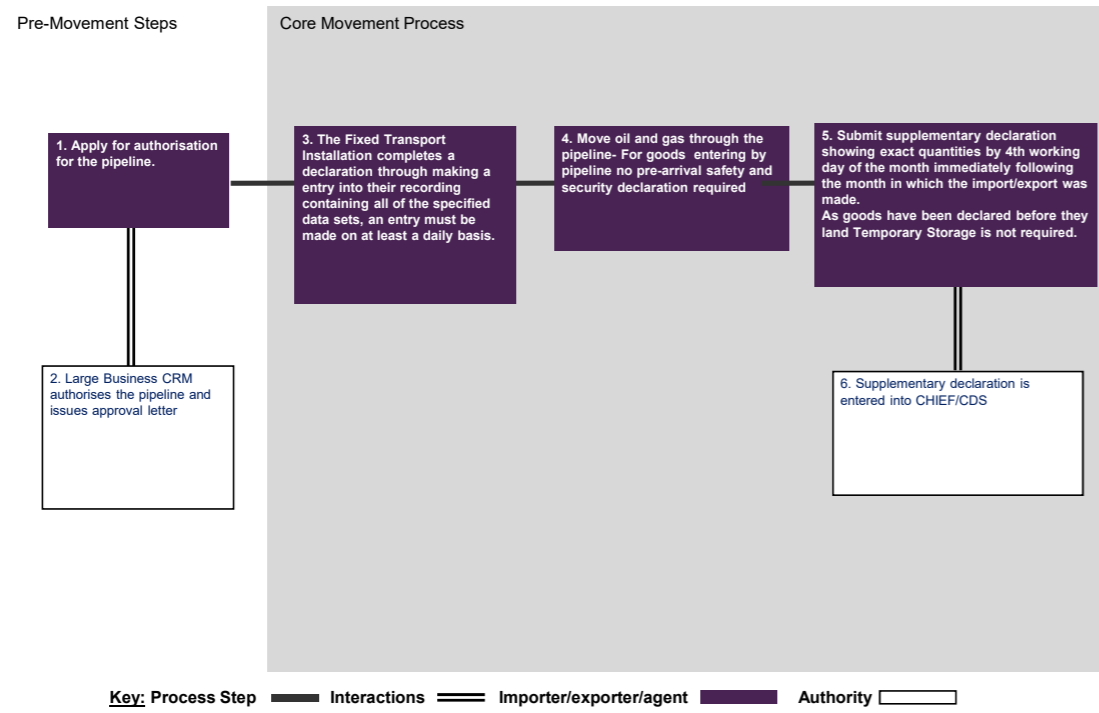 Pre-Movement Steps
Core Movement Process
1. Apply for authorisation
for the pipeline.
2. Large Business CRM
authorises the pipeline and
issues approval letter
3. The Fixed Transport
Installation completes a
declaration through making a
entry into their recording
containing all of the specified
data sets, an entry must be
made on at least a daily basis.
4. Move oil and gas through the
pipeline- For goods entering by
pipeline no pre-arrival safety and
security declaration required
5. Submit supplementary declaration
showing exact quantities by 4th working
day of the month immediately following
the month in which the import/export was
made.
As goods have been declared before they
land Temporary Storage is not required.
6. Supplementary declaration is
entered into CHIEF/CDS
Key: Process Step Interactions Importer/exporter/agent Authority